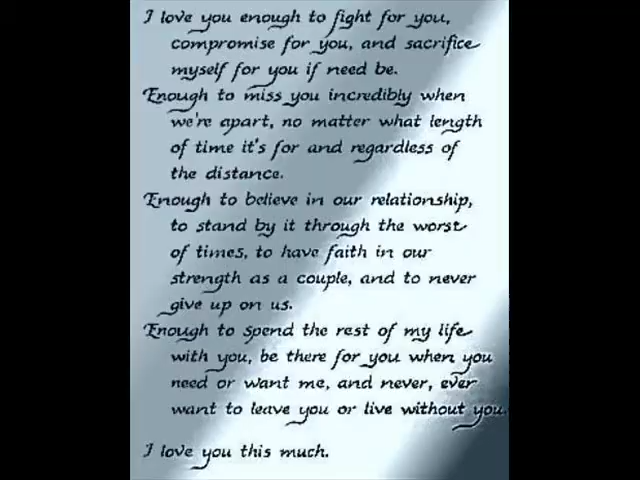 I love you enough to fight for you,
compromise for you, and sacrifice
myself for you if need be.
Enough to miss you incredibly when
we're apart, no matter what length
of time it's for and regardless of
the distance.
Enough to believe in our relationship,
to stand by it through the worst
of times, to have faith in our
strength as a couple, and to never
give up on us.
Enough to spend the rest of my life
with you, be there for you when you
need or want me, and never, ever
want to leave you or live without you.
I love you this much.